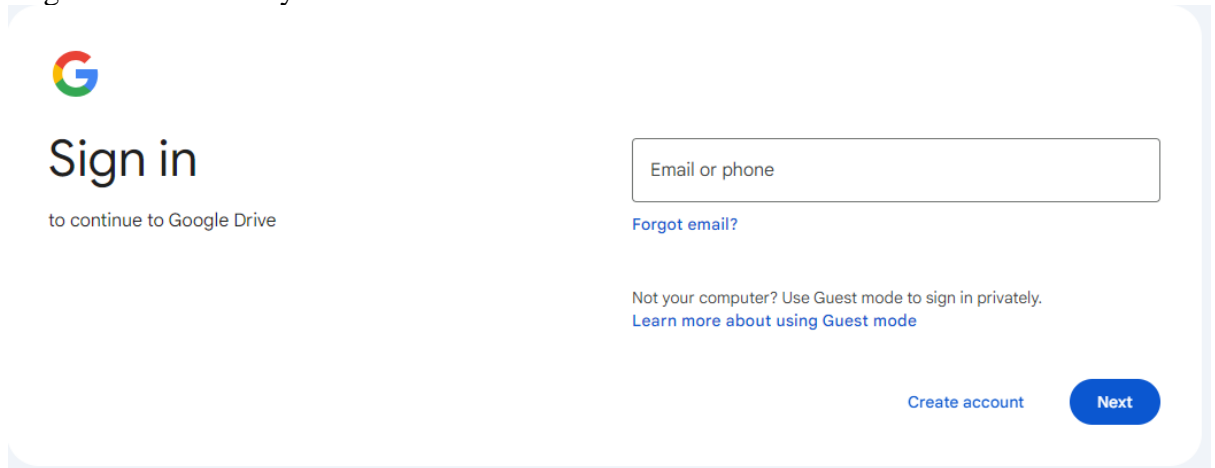 Sign in
to continue to Google Drive
Email or phone
Forgot email?
Not your computer? Use Guest mode to sign in privately.
Learn more about using Guest mode
Create account
Next